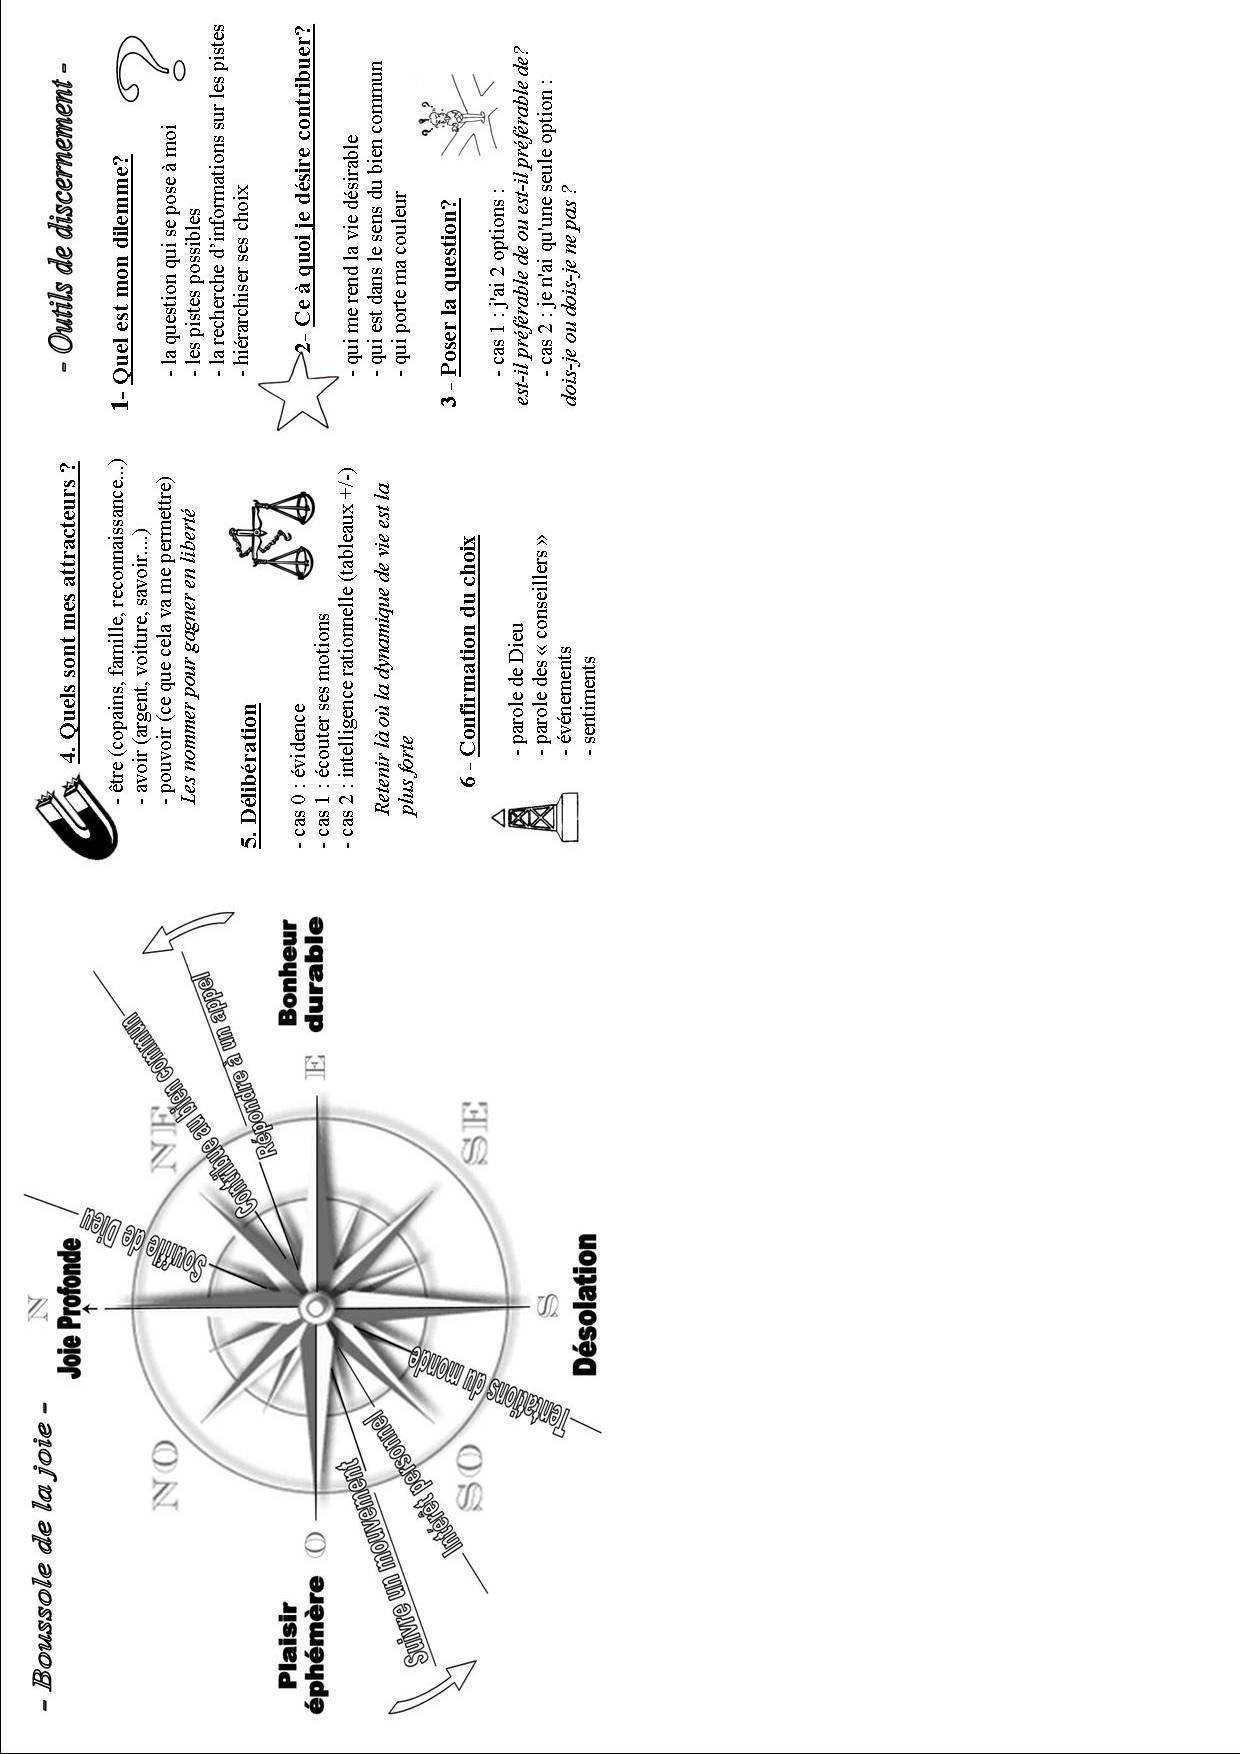 - Boussole de la joie -
N
Joie Profonde
NO
NE
Souffle de Dieu
Contribue au bien commun
Répondre à un appel
Plaisir
éphémère
O
E
Bonheur
durable
Suivre un mouvement
Intérêt personnel
Tentations du monde
SO
SE
S
Désolation
4. Quels sont mes attracteurs ?
- être (copains, famille, reconnaissance...)
- avoir (argent, voiture, savoir....)
- pouvoir (ce que cela va me permettre)
Les nommer pour gagner en liberté
5. Délibération
- cas 0 : évidence
- cas 1 : écouter ses motions
- cas 2 : intelligence rationnelle (tableaux +/-)
Retenir là où la dynamique de vie est la
plus forte
6 - Confirmation du choix
- parole de Dieu
- parole des « conseillers »
- événements
- sentiments
- Outils de discernement -
1- Quel est mon dilemme?
?
- la question qui se pose à moi
- les pistes possibles
- la recherche d'informations sur les pistes
- hiérarchiser ses choix
2- Ce à quoi je désire contribuer?
- qui me rend la vie désirable
- qui est dans le sens du bien commun
- qui porte ma couleur
3 - Poser la question?
? ? ?
- cas 1 : j'ai 2 options :
est-il préférable de ou est-il préférable de?
- cas 2 : je n'ai qu'une seule option :
dois-je ou dois-je ne pas ?